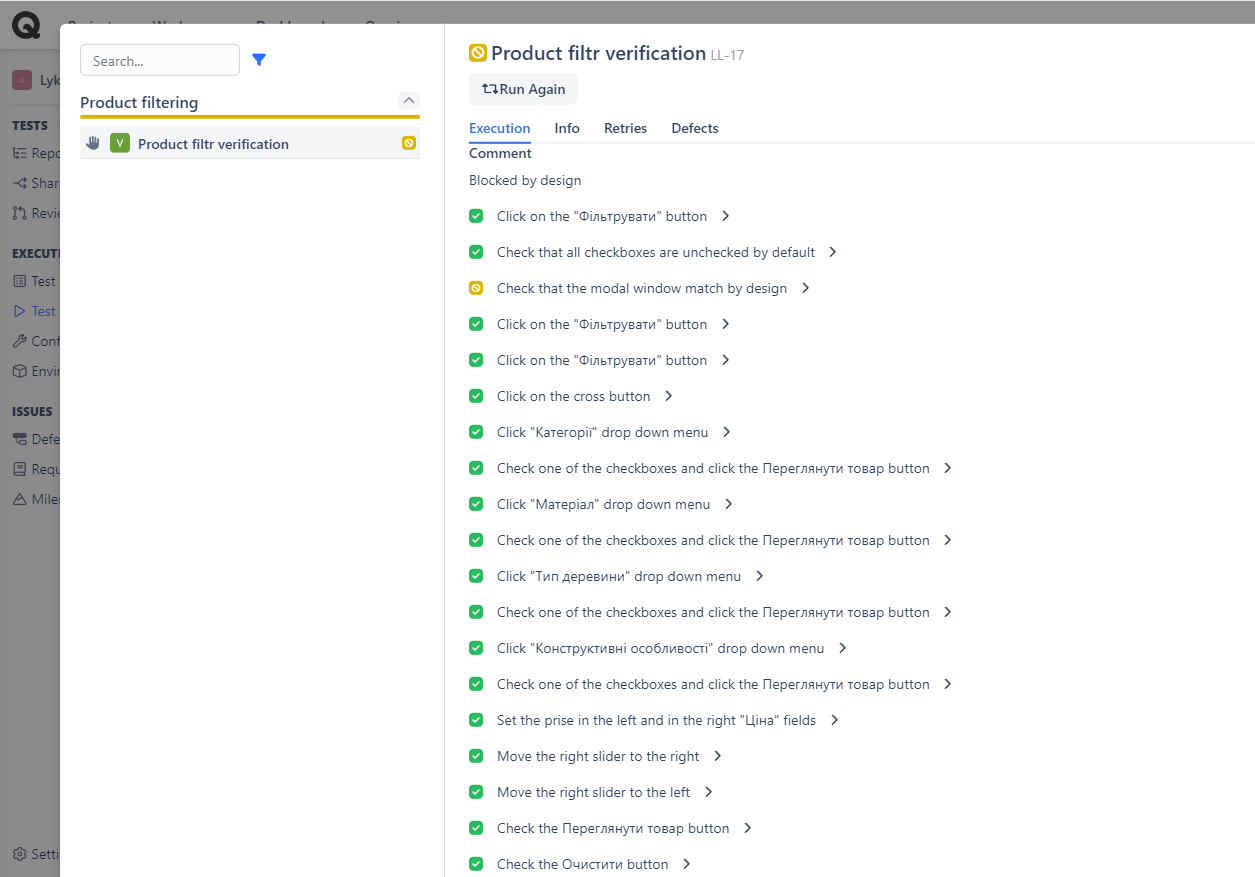 Search...
Product filtering
V Product filtr verification
Lyk
TESTS
Repo
Shar
Revie
EXECUTI
Test
Test
Conf
Envir
ISSUES
Defe
Requ
Miles
Setti
Product filtr verification LL-17
Run Again
Execution Info Retries Defects
Comment
Blocked by design
Click on the "Фільтрувати" button
Check that all checkboxes are unchecked by default
Check that the modal window match by design
Click on the "Фільтрувати" button
Click on the "Фільтрувати" button
Click on the cross button
Click "Категорії" drop down menu
Check one of the checkboxes and click the Переглянути товар button
Click "Матеріал" drop down menu
Check one of the checkboxes and click the Переглянути товар button
Click "Тип деревини" drop down menu
Check one of the checkboxes and click the Переглянути товар button
Click "Конструктивні особливості" drop down menu
Check one of the checkboxes and click the Переглянути товар button
Set the prise in the left and in the right "Ціна" fields
Move the right slider to the right
Move the right slider to the left
Check the Переглянути товар button
Check the Очистити button